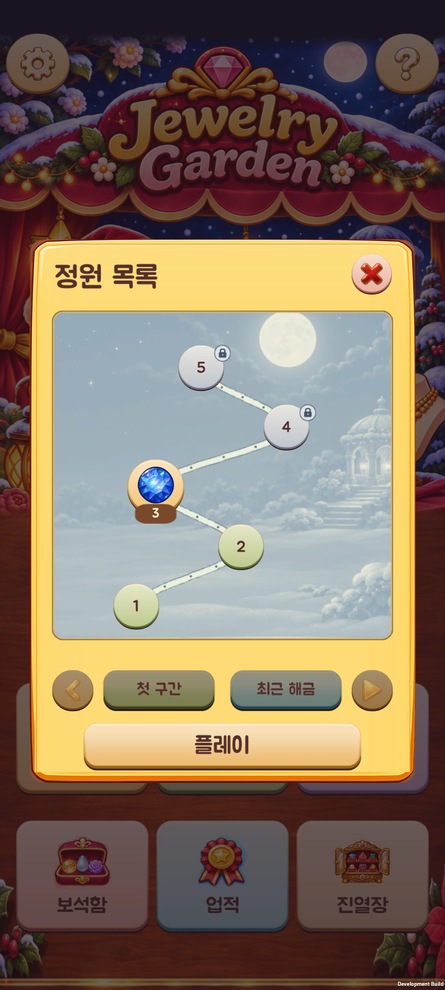 ?
Jewelry
Garden
정원 목록
5
4
3
2
1
첫 구간
최근 해금
플레이
보석함
업적
진열장
Development Build